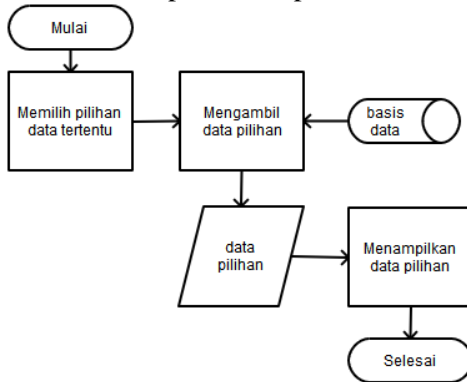 Mulai
Memilih pilihan
data tertentu
Mengambil
data pilihan
basis
data
data
pilihan
Menampilkan
data pilihan
Selesai